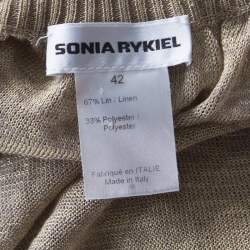 SONIA RYKIEL
42
67% Lin / Linen
33% Polyester /
Polyester
Fabriqué en ITALIE
Made in Italy